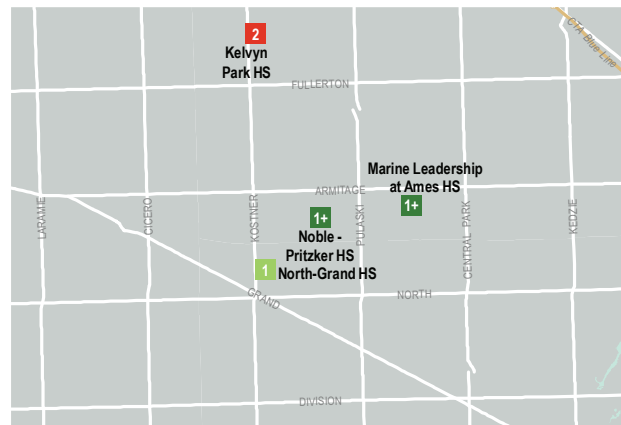 CTA Blue Line
2
Kelvyn
Park HS
FULLERTON
Marine Leadership
at Ames HS
ARMITAGE
1+
1+
LARAMIE
CICERO
KOSTNER
PULASKI
CENTRAL PARK
KEDZIE
Noble -
Pritzker HS
1
North-Grand HS
GRAND
NORTH
DIVISION